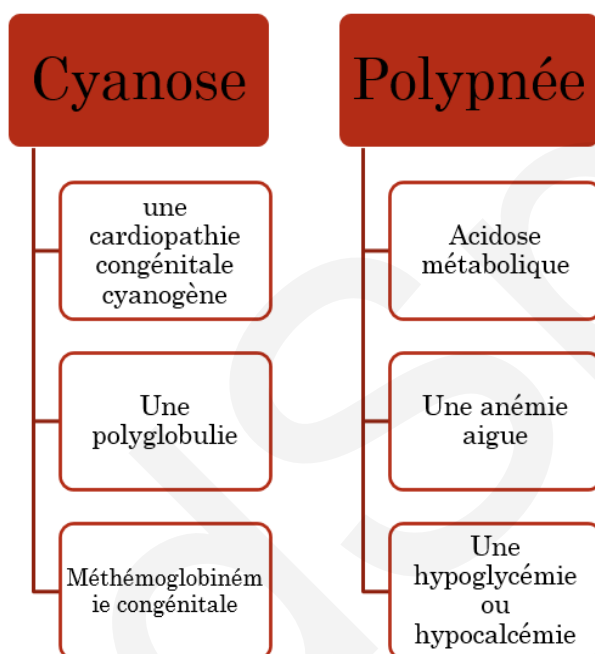 Cyanose
une
cardiopathie
congénitale
cyanogène
Une
polyglobulie
Méthémoglobiném
ie congénitale
Polypnée
Acidose
métabolique
Une anémie
aigue
Une
hypoglycémie
ou
hypocalcémie